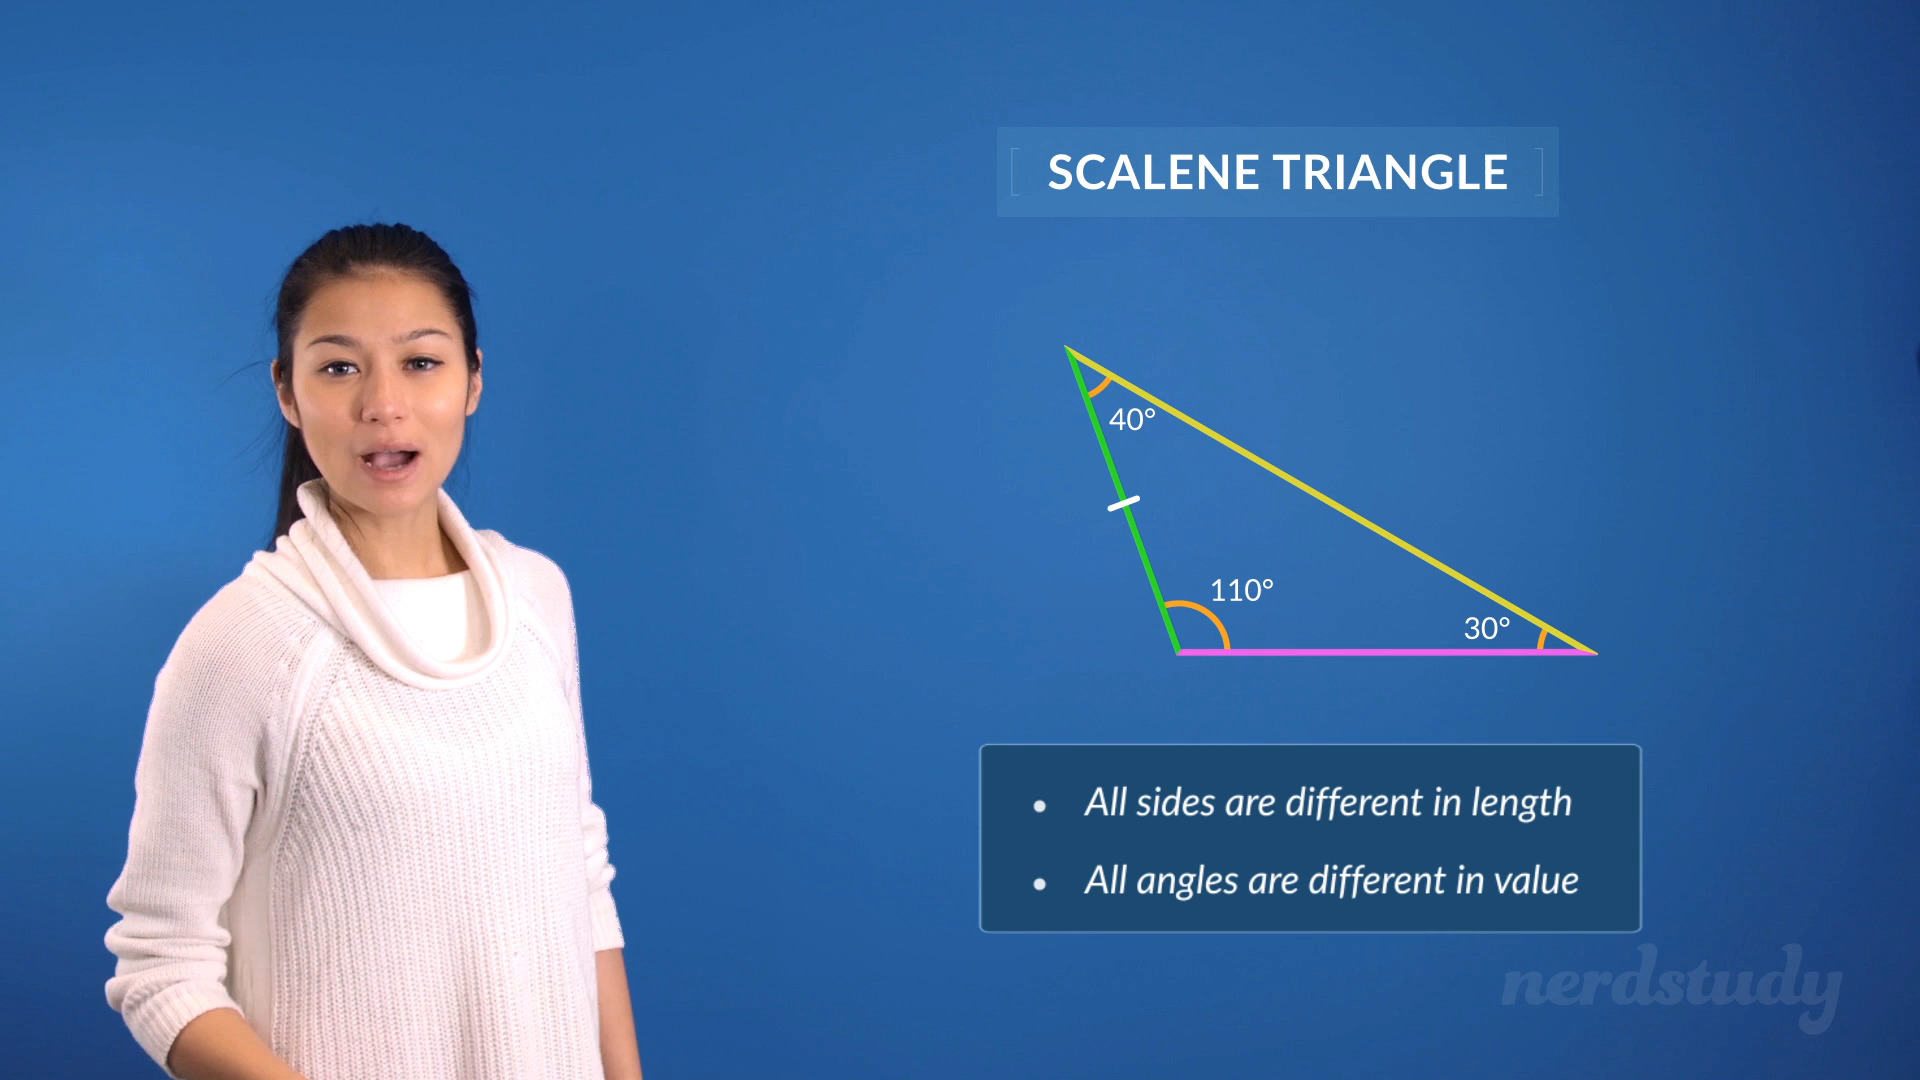 SCALENE TRIANGLE
40°
110°
30°
• All sides are different in length
• All angles are different in value
nerdstudy